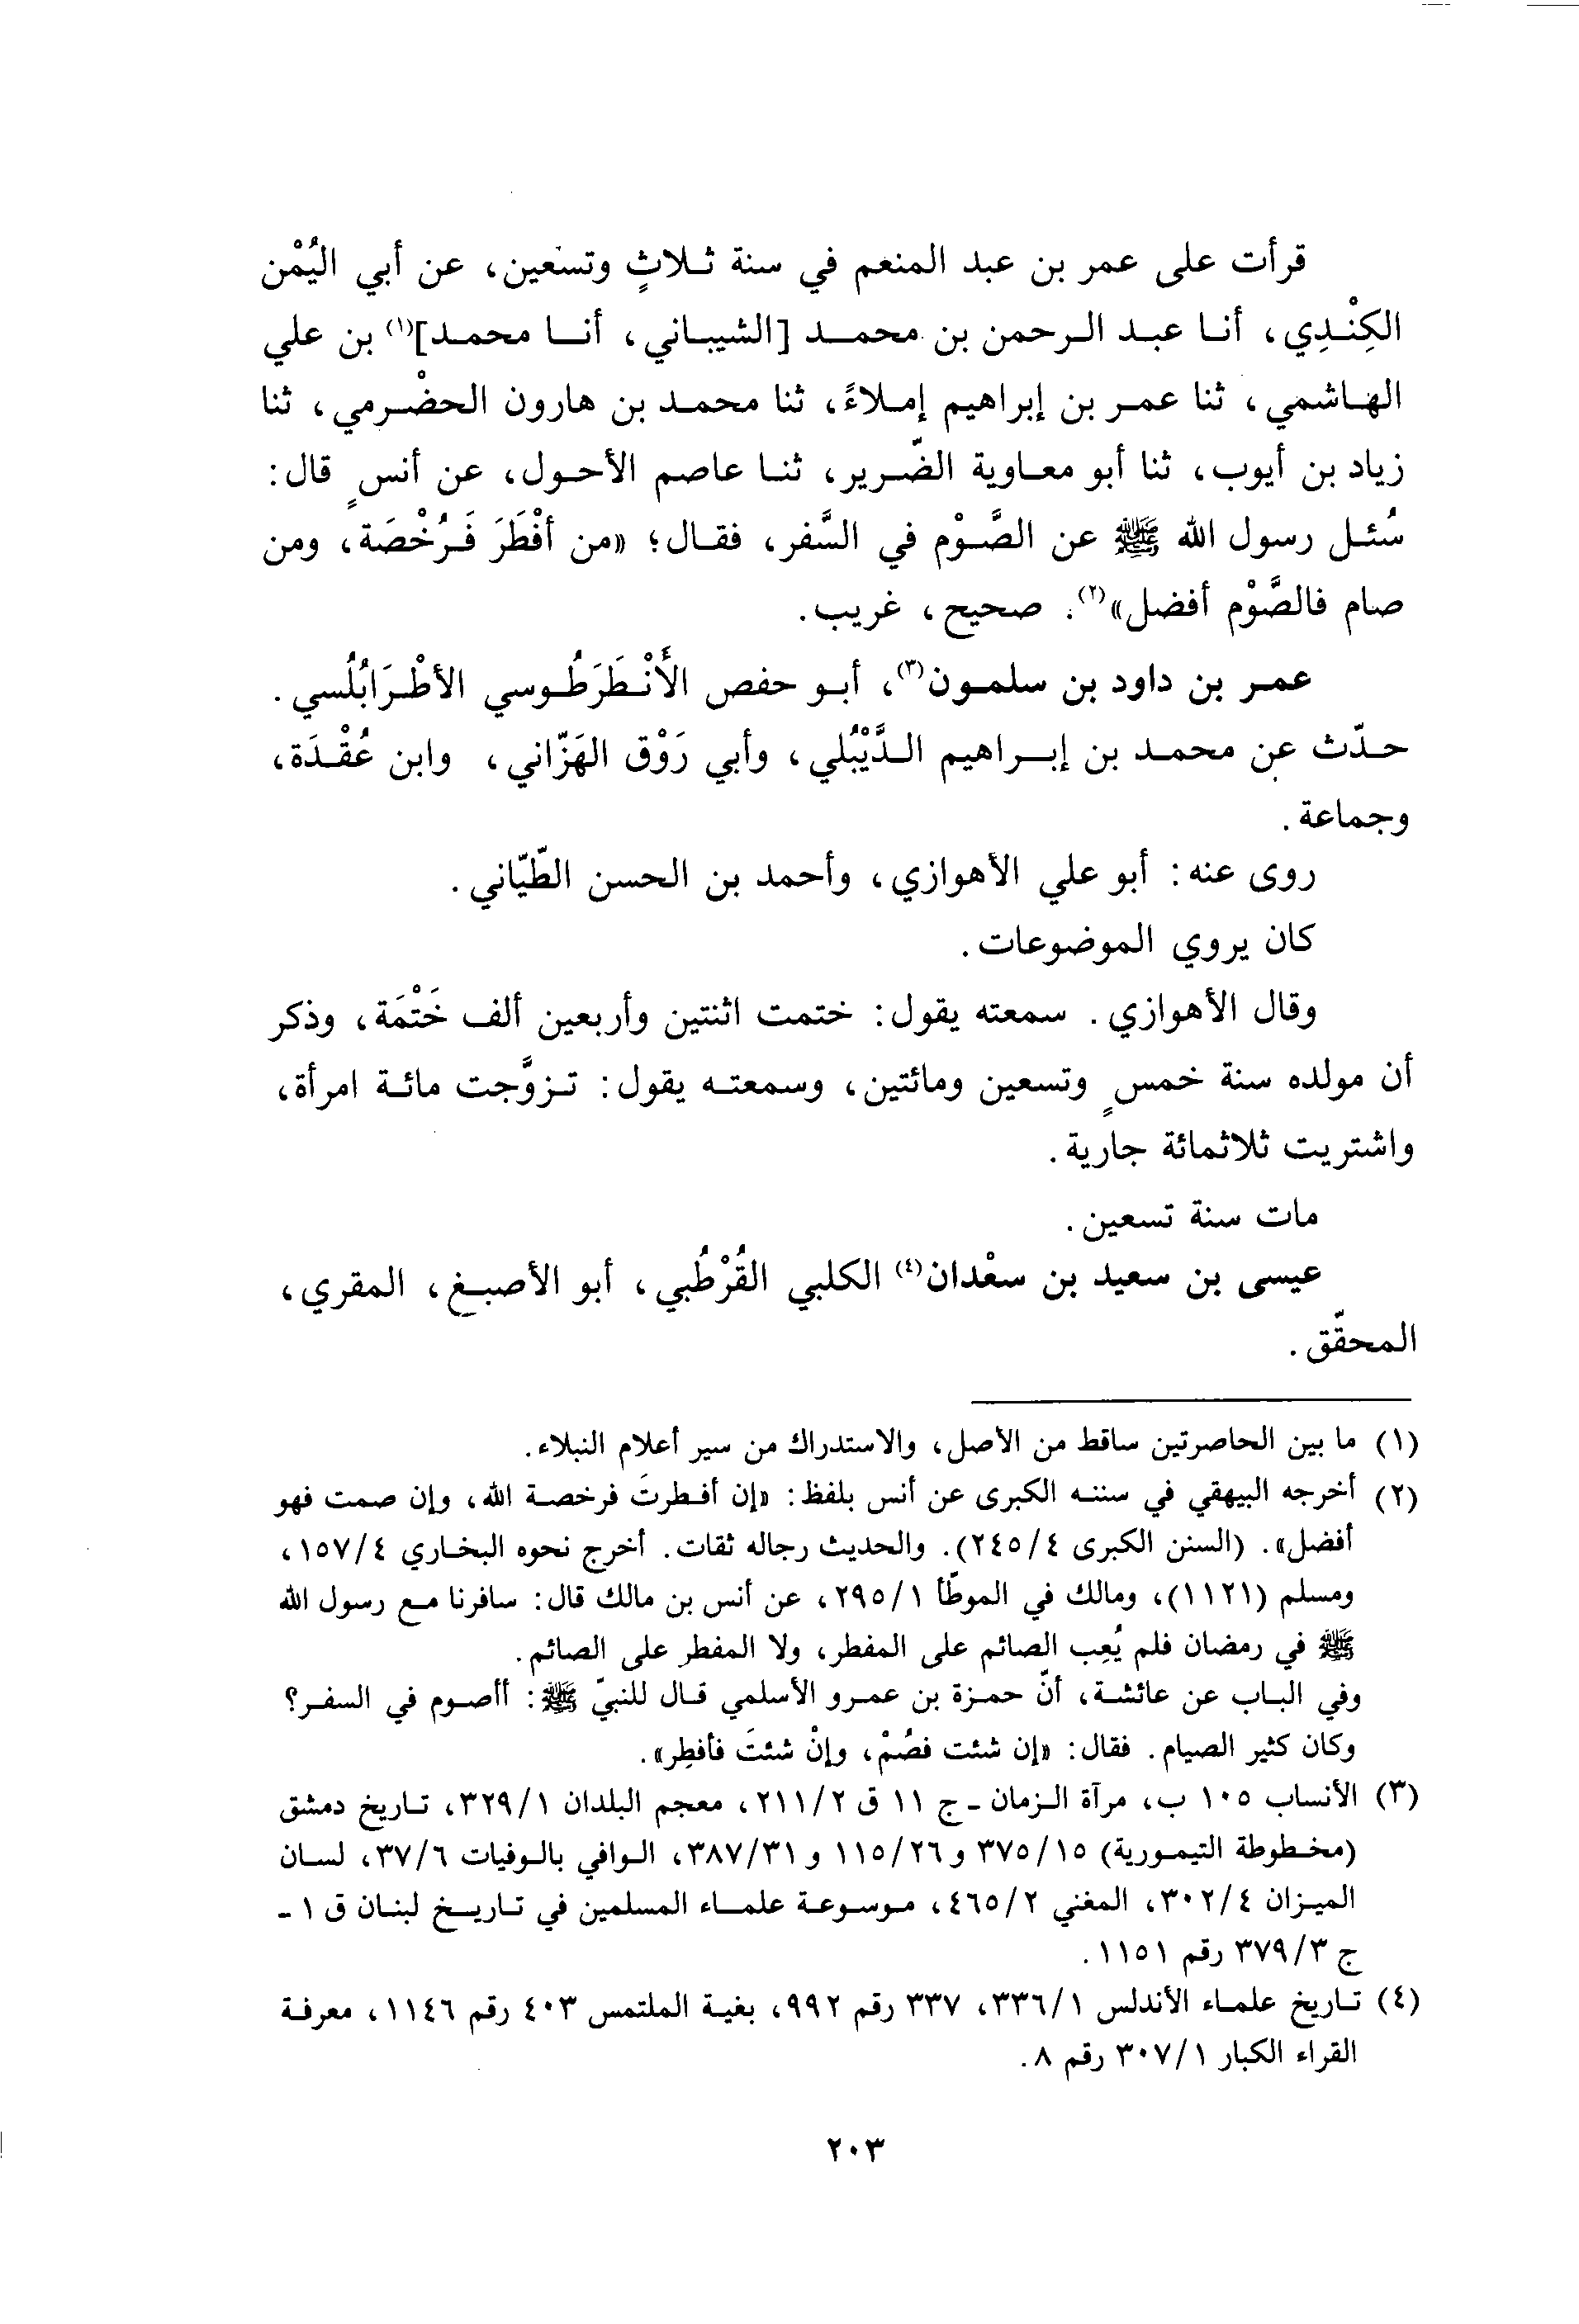 قرأت على عمر بن عبد المنعم في سنة ثلاثٍ وتسعين، عن أبي اليُمْن
الكِنْدِي، أنا عبد الرحمن بن محمد [الشيباني، أنا محمد](١) بن علي
الهاشمي، ثنا عمر بن إبراهيم إملاءً، ثنا محمد بن هارون الحضْرمي، ثنا
زياد بن أيوب، ثنا أبو معاوية الضّرير، ثنا عاصم الأحول، عن أنسٍ قال:
سُئل رسول الله ﷺ عن الصَّوْم في السَّفر، فقال؛ «من أفْطَرَ فَرُخْصَة، ومن
صام فالصَّوْم أفضل»(٢). صحيح، غريب.
عمر بن داود بن سلمون(٣)، أبو حفص الأَنْطَرَطُوسي الأطْرَابُلُسي.
حدّث عن محمد بن إبراهيم الدَّيْبُلي، وأبي رَوْق الهَزّاني، وابن عُقْدَة،
وجماعة.
روى عنه: أبو علي الأهوازي، وأحمد بن الحسن الطّيّاني.
كان يروي الموضوعات.
وقال الأهوازي. سمعته يقول: ختمت اثنتين وأربعين ألف خَتْمَة، وذكر
أن مولده سنة خمسٍ وتسعين ومائتين، وسمعته يقول: تزوَّجت مائة امرأة،
واشتريت ثلاثمائة جارية.
مات سنة تسعين.
عيسى بن سعيد بن سعْدان(٤) الكلبي القُرْطُبي، أبو الأصبغ، المقري،
المحقّق.
(١) ما بين الحاصرتين ساقط من الأصل، والاستدراك من سير أعلام النبلاء.
(٢) أخرجه البيهقي في سننه الكبرى عن أنس بلفظ: «إن أفطرتَ فرخصة الله، وإن صمت فهو
أفضل». (السنن الكبرى ٢٤٥/٤). والحديث رجاله ثقات. أخرج نحوه البخاري ١٥٧/٤،
ومسلم (١١٢١)، ومالك في الموطّأ ٢٩٥/١، عن أنس بن مالك قال: سافرنا مع رسول الله
ﷺ في رمضان فلم يُعِب الصائم على المفطر، ولا المفطر على الصائم.
وفي الباب عن عائشة، أنّ حمزة بن عمرو الأسلمي قال للنبيّ ﷺ: أأصوم في السفر؟
وكان كثير الصيام. فقال: «إن شئت فصُمْ، وإنْ شئتَ فأفطِر».
(٣) الأنساب ١٠٥ ب، مرآة الزمان - ج ١١ ق ٢١١/٢، معجم البلدان ٣٢٩/١، تاريخ دمشق
(مخطوطة التيمورية) ٣٧٥/١٥ و ١١٥/٢٦ و ٣٨٧/٣١، الوافي بالوفيات ٣٧/٦، لسان
الميزان ٣٠٢/٤، المغني ٤٦٥/٢، موسوعة علماء المسلمين في تاريخ لبنان ق ١ -
ج ٣٧٩/٣ رقم ١١٥١.
(٤) تاريخ علماء الأندلس ٣٣٦/١، ٣٣٧ رقم ٩٩٢، بغية الملتمس ٤٠٣ رقم ١١٤٦، معرفة
القراء الكبار ٣٠٧/١ رقم ٨.
٢٠٣